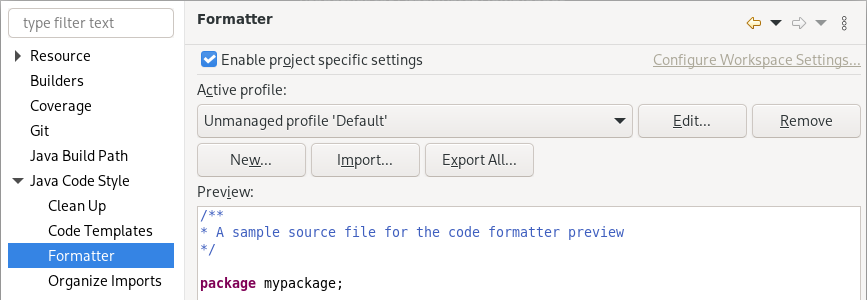 type filter text
Resource
Builders
Coverage
Git
Java Build Path
Java Code Style
Clean Up
Code Templates
Formatter
Organize Imports
Formatter
Enable project specific settings
Configure Workspace Settings...
Active profile:
Unmanaged profile 'Default'
Edit...
Remove
New...
Import...
Export All...
Preview:
/**
* A sample source file for the code formatter preview
*/
package mypackage;